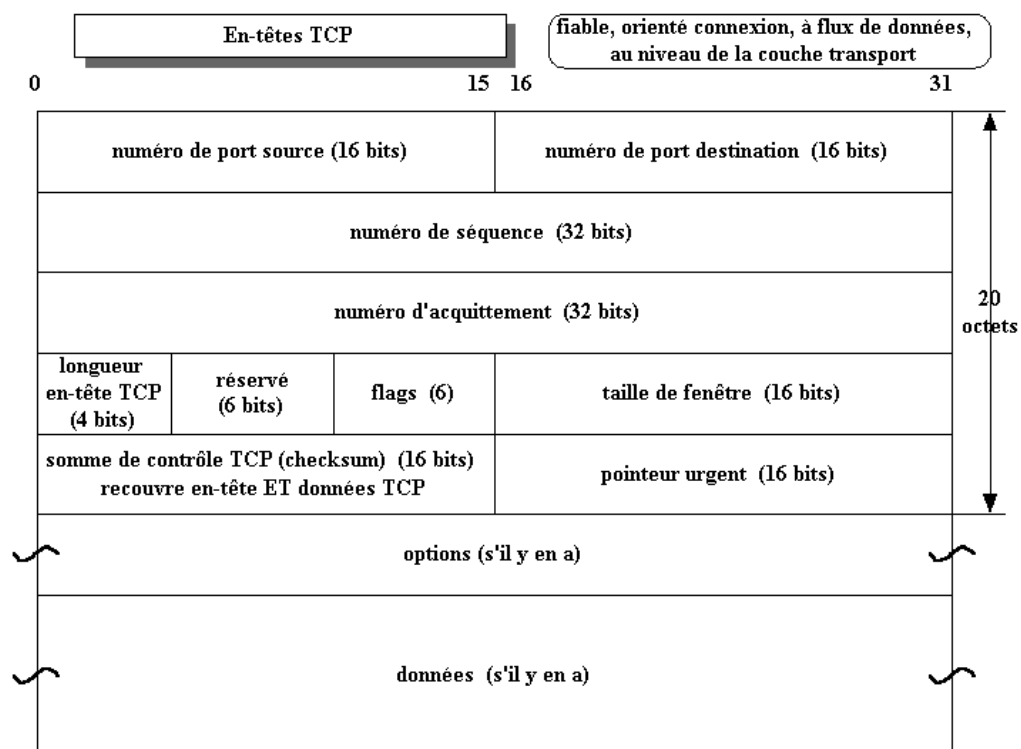 En-têtes TCP
fiable, orienté connexion, à flux de données,
au niveau de la couche transport
0 15 16 31
numéro de port source (16 bits) numéro de port destination (16 bits)
numéro de séquence (32 bits)
numéro d'acquittement (32 bits)
20
octets
longueur
en-tête TCP
(4 bits)
réservé
(6 bits)
flags (6)
taille de fenêtre (16 bits)
somme de contrôle TCP (checksum) (16 bits)
recouvre en-tête ET données TCP
pointeur urgent (16 bits)
options (s'il y en a)
données (s'il y en a)